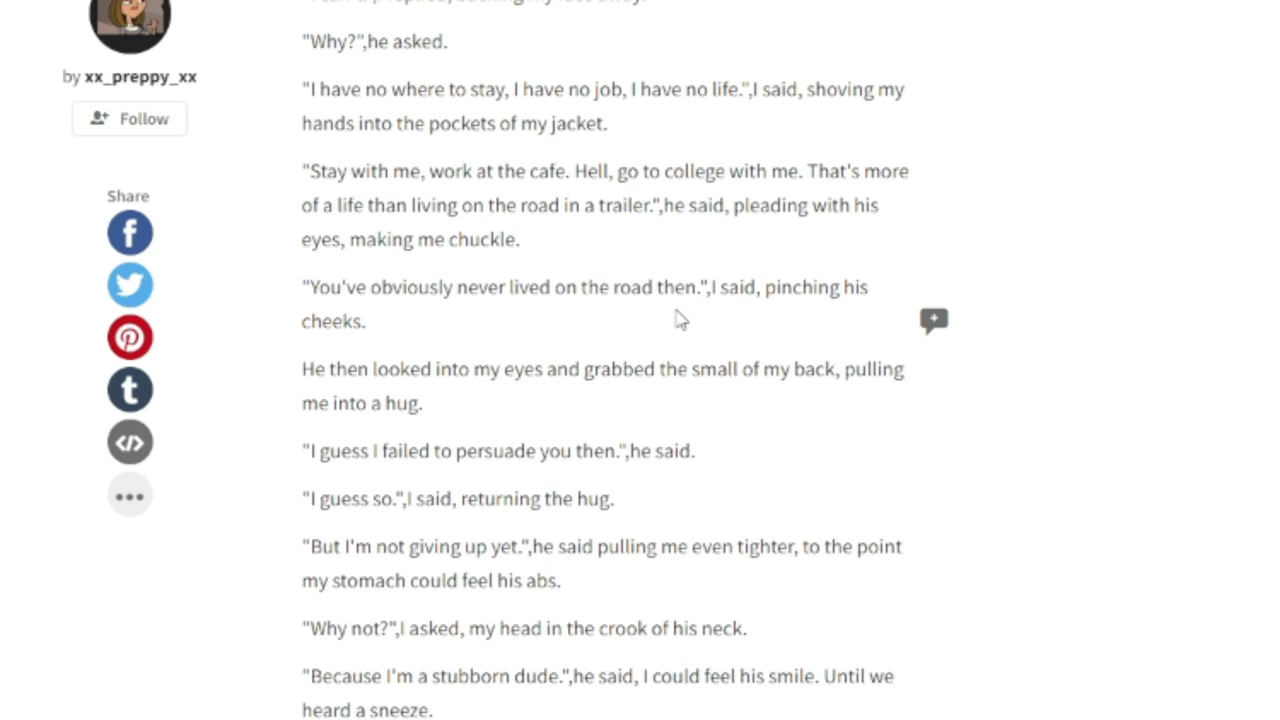 by xx_preppy_xx
Follow
Share
"Why?",he asked.
"I have no where to stay, I have no job, I have no life.",I said, shoving my
hands into the pockets of my jacket.
"Stay with me, work at the cafe. Hell, go to college with me. That's more
of a life than living on the road in a trailer.",he said, pleading with his
eyes, making me chuckle.
"You've obviously never lived on the road then.",I said, pinching his
cheeks.
He then looked into my eyes and grabbed the small of my back, pulling
me into a hug.
"I guess I failed to persuade you then.",he said.
"I guess so.",I said, returning the hug.
"But I'm not giving up yet.",he said pulling me even tighter, to the point
my stomach could feel his abs.
"Why not?",I asked, my head in the crook of his neck.
"Because I'm a stubborn dude.",he said, I could feel his smile. Until we
heard a sneeze.